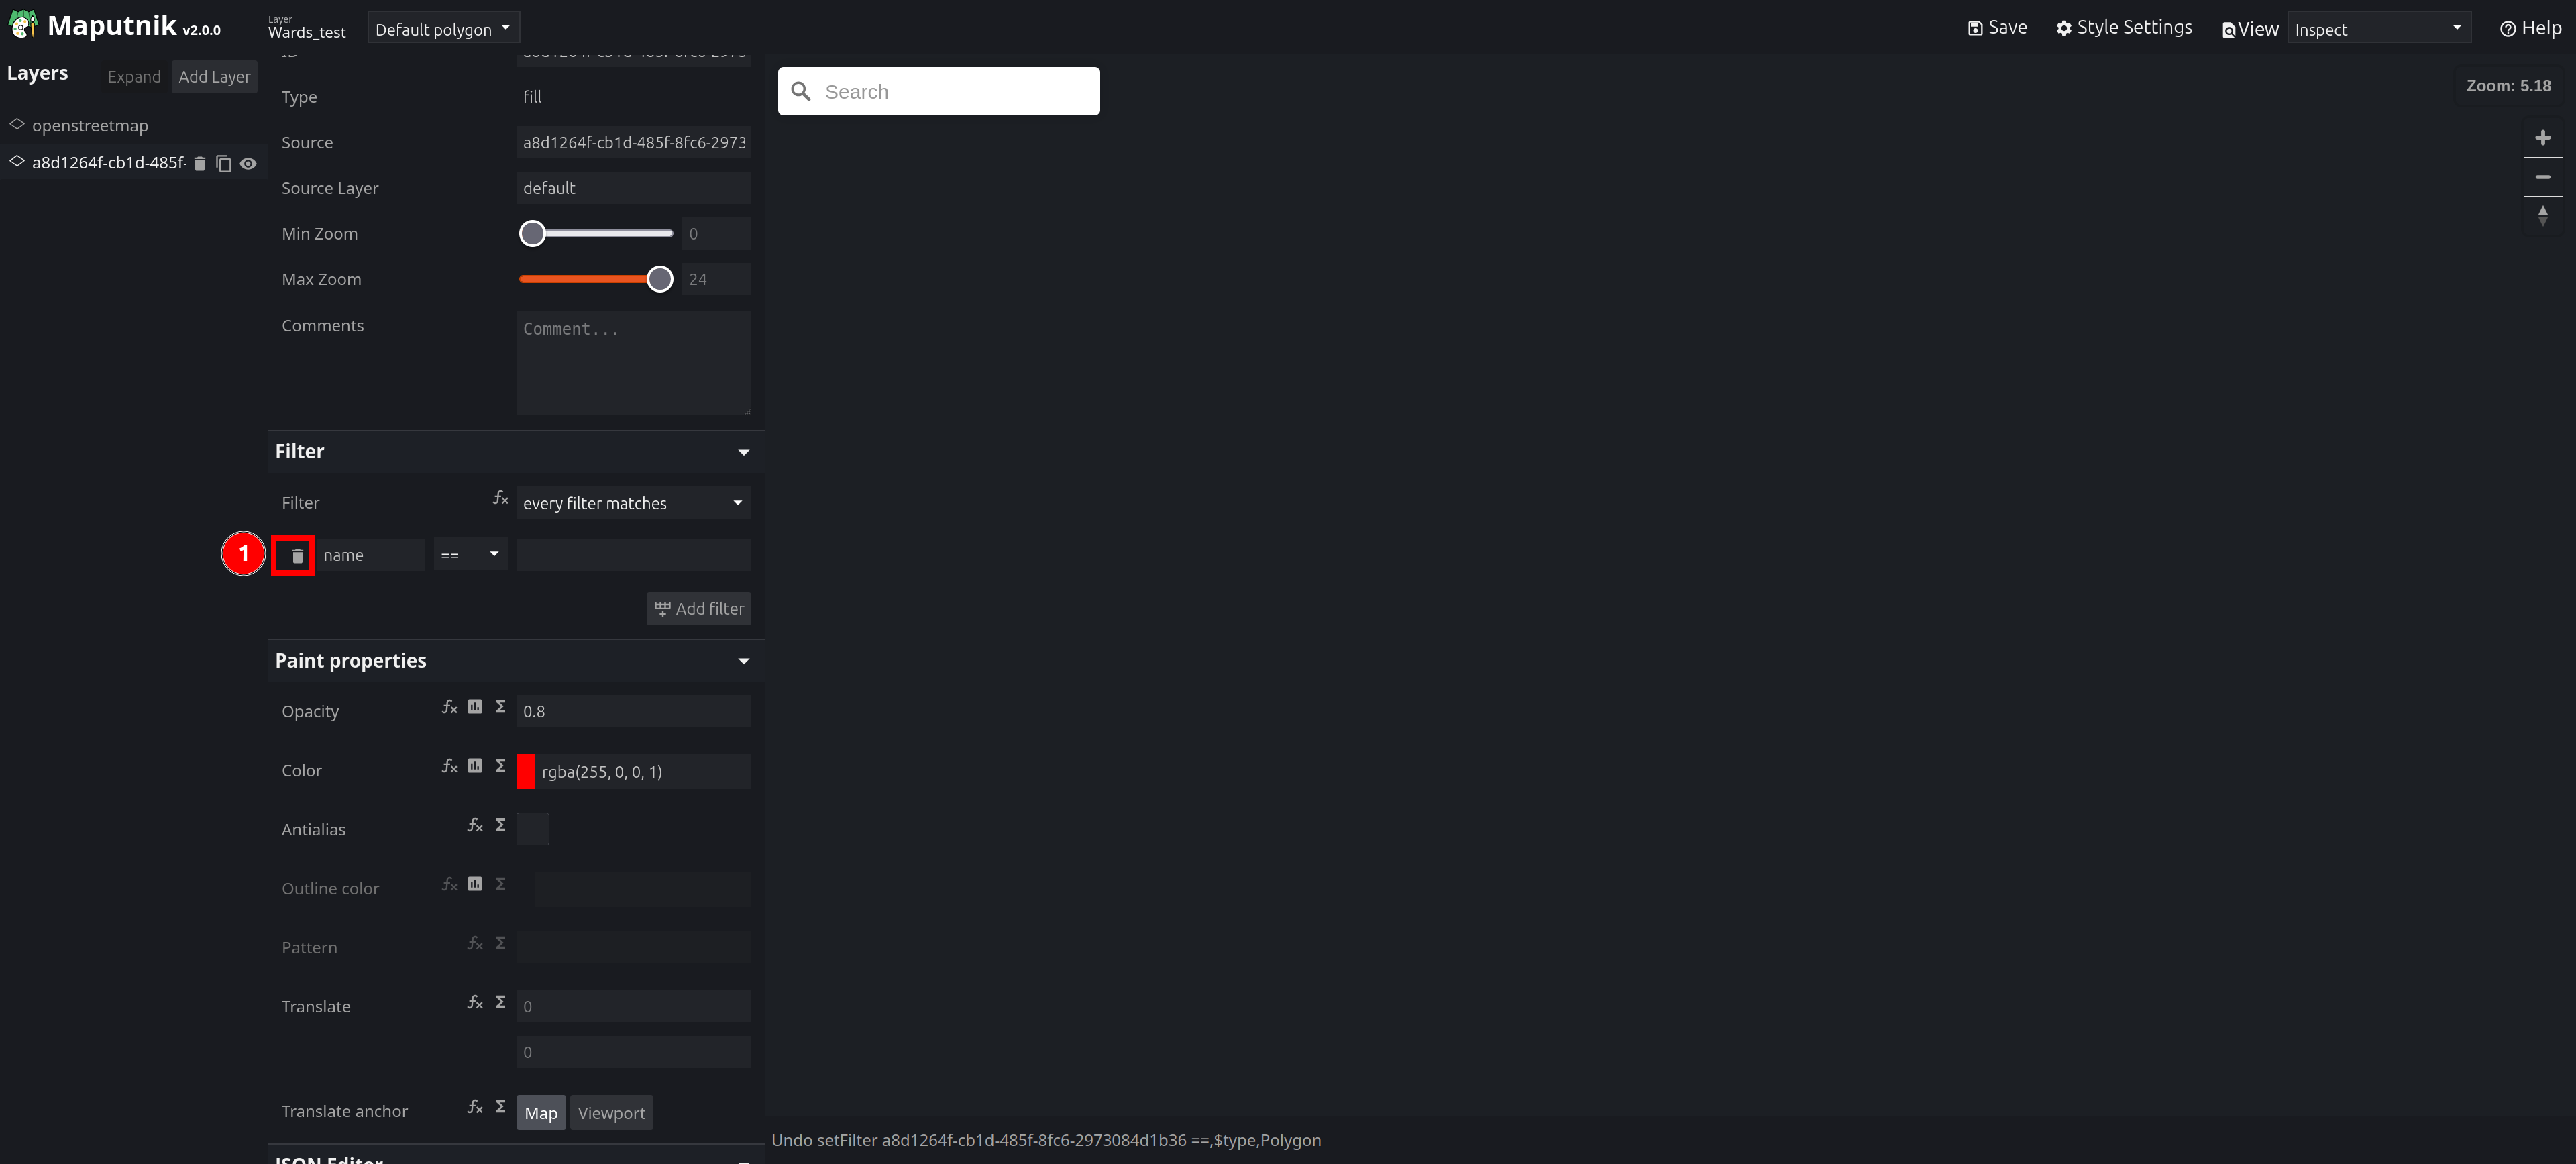 Maputnik v2.0.0
Layer
Wards_test
Default polygon
Save
Style Settings
View
Inspect
Help
Layers
Expand
Add Layer
openstreetmap
a8d1264f-cb1d-485f-
Type
fill
Source
a8d1264f-cb1d-485f-8fc6-2973
Source Layer
default
Min Zoom
0
Max Zoom
24
Comments
Comment...
Filter
Filter
every filter matches
1
name
==
Add filter
Paint properties
Opacity
0.8
Color
rgba(255, 0, 0, 1)
Antialias
Outline color
Pattern
Translate
0
0
Translate anchor
Map
Viewport
JSON Editor
Search
Zoom: 5.18
Undo setFilter a8d1264f-cb1d-485f-8fc6-2973084d1b36 ==,$type,Polygon